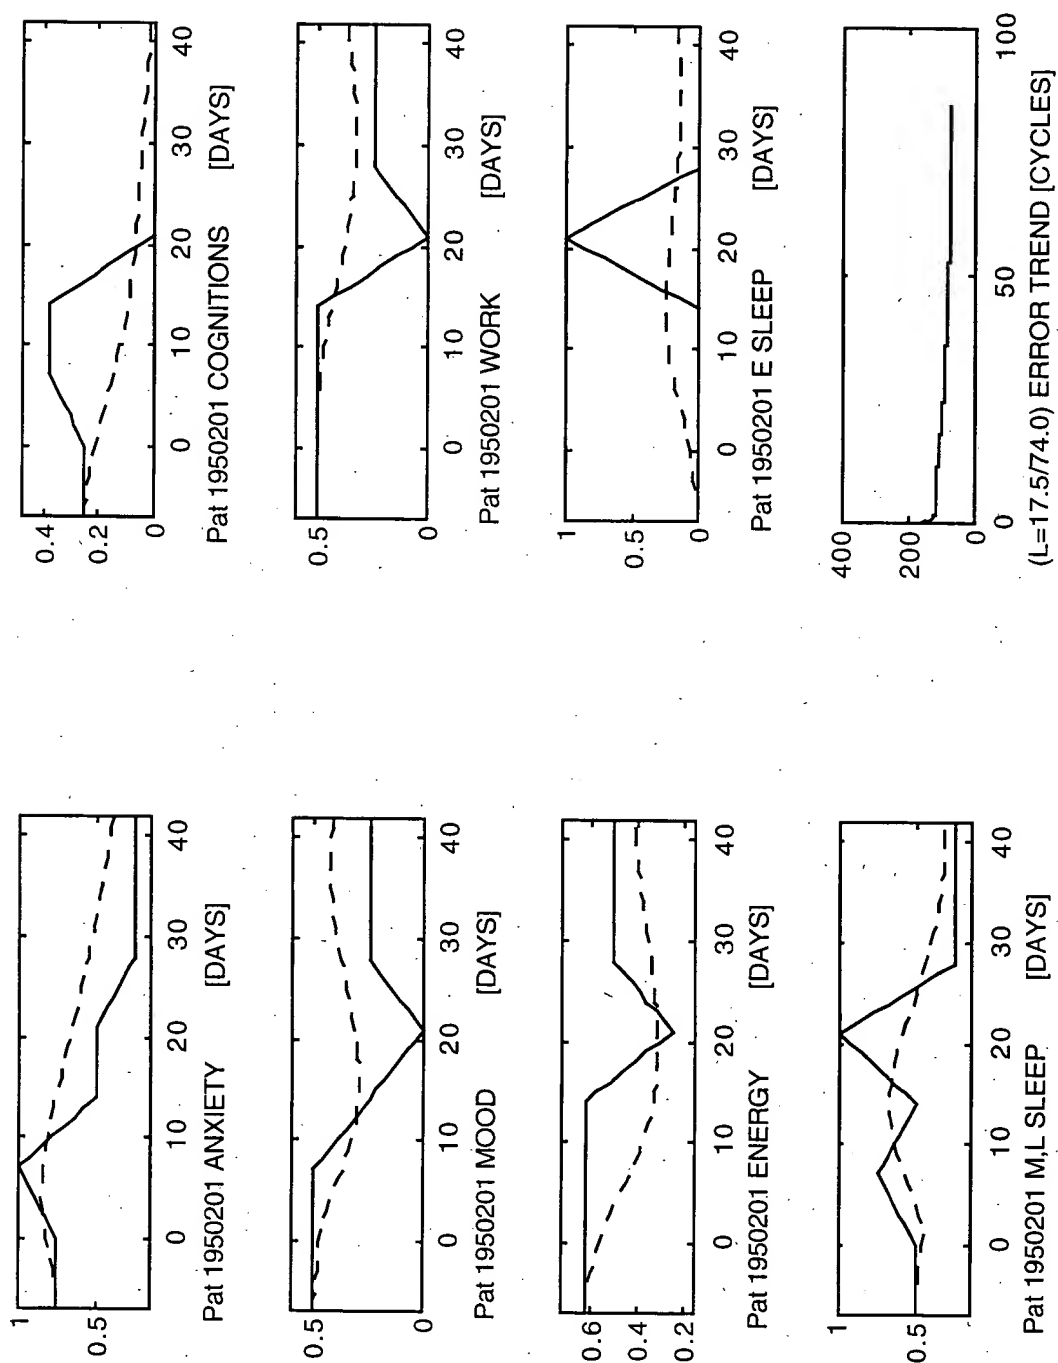 1
0.5
0 10 20 30 40
Pat 1950201 ANXIETY [DAYS]
0.4
0.2
0
0 10 20 30 40
Pat 1950201 COGNITIONS [DAYS]
0.5
0
0 10 20 30 40
Pat 1950201 MOOD [DAYS]
0.5
0
0 10 20 30 40
Pat 1950201 WORK [DAYS]
0.6
0.4
0.2
0 10 20 30 40
Pat 1950201 ENERGY [DAYS]
1
0.5
0
0 10 20 30 40
Pat 1950201 E SLEEP [DAYS]
1
0.5
0 10 20 30 40
Pat 1950201 M,L SLEEP [DAYS]
400
200
0
0 50 100
(L=17.5/74.0) ERROR TREND [CYCLES]